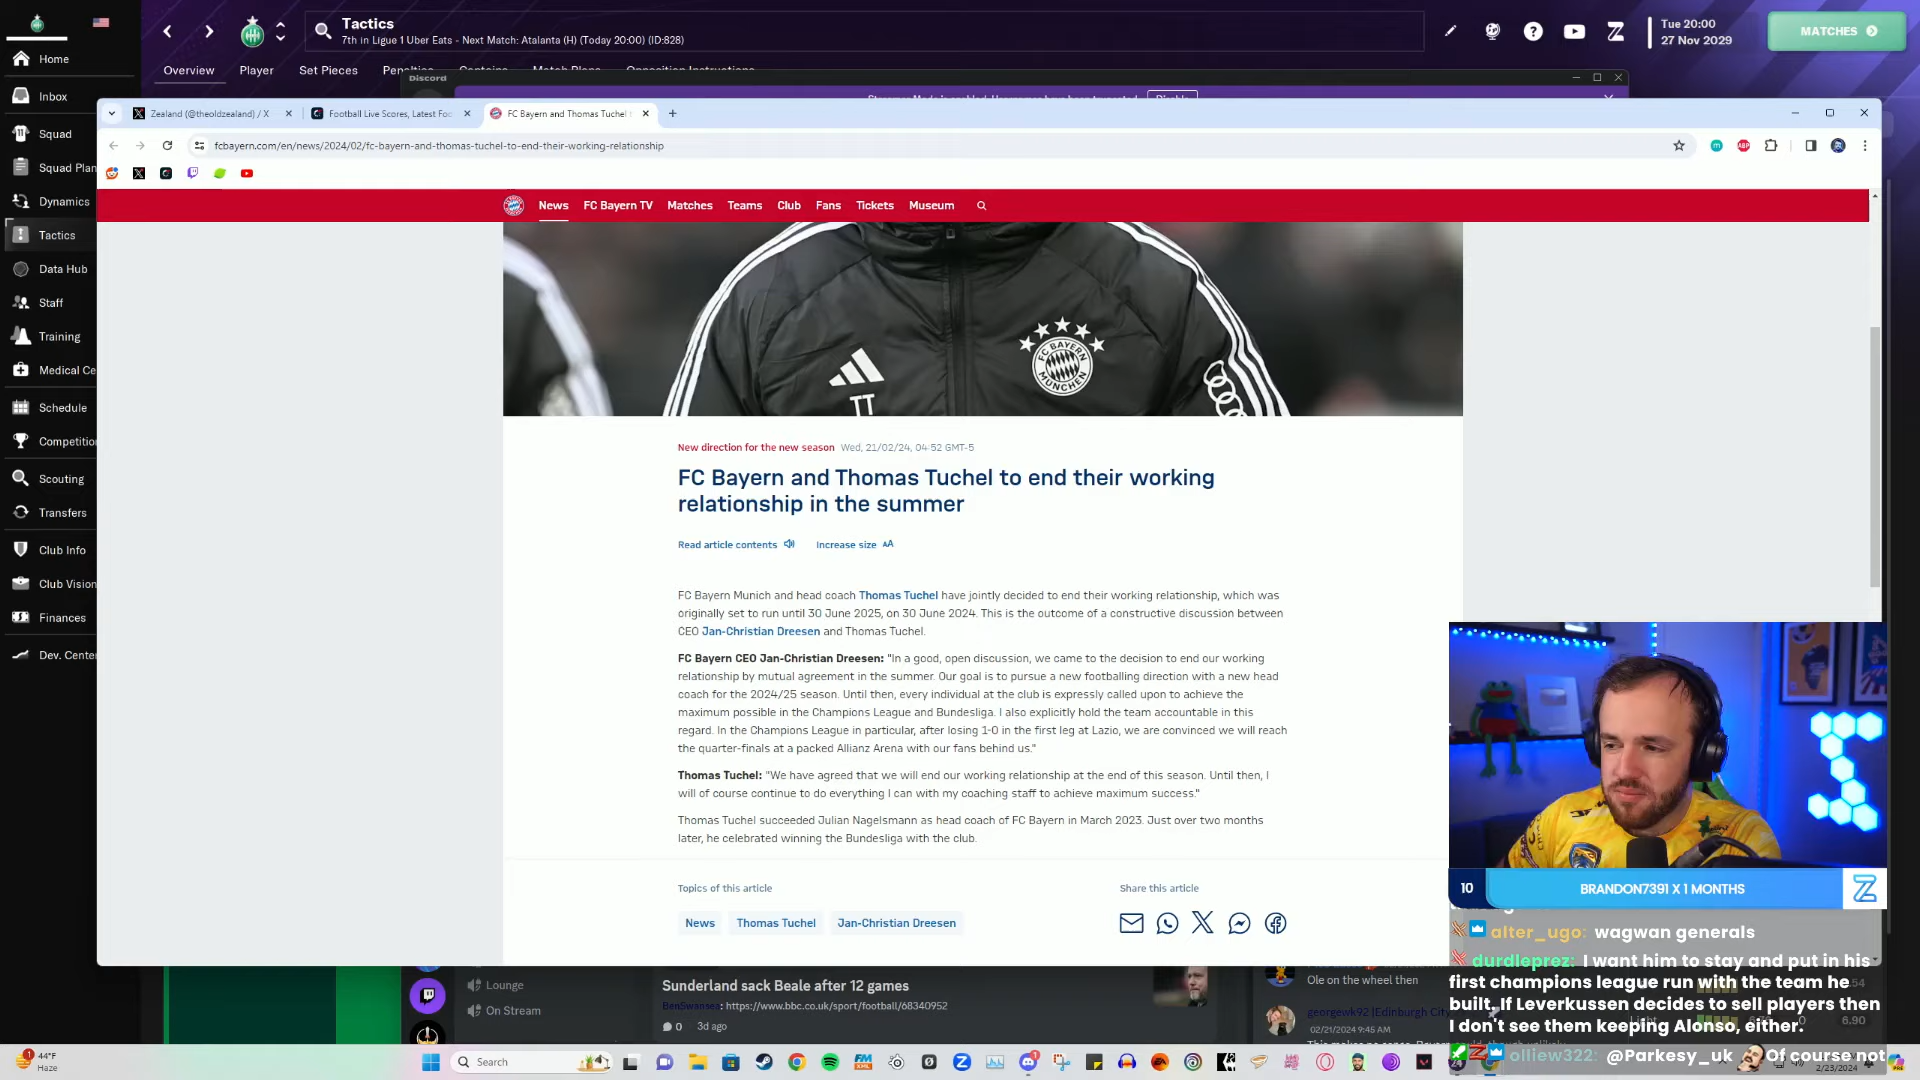 Tactics
7th in Ligue 1 Uber Eats - Next Match: Atalanta (H) (Today 20:00) (ID:828)
Tue 20:00
27 Nov 2029
MATCHES
Home
Overview
Player
Set Pieces
Discord
Inbox
Squad
Squad Plan
Dynamics
Tactics
Data Hub
Staff
Training
Medical Ce
Schedule
Competitio
Scouting
Transfers
Club Info
Club Vision
Finances
Dev. Center
Zealand (@theoldzealand) / X
Football Live Scores, Latest Foo
FC Bayern and Thomas Tuchel t
fcbayern.com/en/news/2024/02/fc-bayern-and-thomas-tuchel-to-end-their-working-relationship
News
FC Bayern TV
Matches
Teams
Club
Fans
Tickets
Museum
TT
FC BAYERN
MÜNCHEN
New direction for the new season Wed, 21/02/24, 04:52 GMT-5
FC Bayern and Thomas Tuchel to end their working
relationship in the summer
Read article contents
Increase size AA
FC Bayern Munich and head coach Thomas Tuchel have jointly decided to end their working relationship, which was
originally set to run until 30 June 2025, on 30 June 2024. This is the outcome of a constructive discussion between
CEO Jan-Christian Dreesen and Thomas Tuchel.
FC Bayern CEO Jan-Christian Dreesen: "In a good, open discussion, we came to the decision to end our working
relationship by mutual agreement in the summer. Our goal is to pursue a new footballing direction with a new head
coach for the 2024/25 season. Until then, every individual at the club is expressly called upon to achieve the
maximum possible in the Champions League and Bundesliga. I also explicitly hold the team accountable in this
regard. In the Champions League in particular, after losing 1-0 in the first leg at Lazio, we are convinced we will reach
the quarter-finals at a packed Allianz Arena with our fans behind us."
Thomas Tuchel: "We have agreed that we will end our working relationship at the end of this season. Until then, I
will of course continue to do everything I can with my coaching staff to achieve maximum success."
Thomas Tuchel succeeded Julian Nagelsmann as head coach of FC Bayern in March 2023. Just over two months
later, he celebrated winning the Bundesliga with the club.
Topics of this article
Share this article
News
Thomas Tuchel
Jan-Christian Dreesen
10
BRANDON7391 X 1 MONTHS
alter_ugo: wagwan generals
durdleprez: I want him to stay and put in his
first champions league run with the team he
built. If Leverkussen decides to sell players then
I don't see them keeping Alonso, either.
olliew322: @Parkesy_uk Of course not
Lounge
On Stream
Sunderland sack Beale after 12 games
BenSwansea: https://www.bbc.co.uk/sport/football/68340952
0 3d ago
Ole on the wheel then
georgewk92 |Edinburgh City
02/21/2024 9:45 AM
6.90
44°F
Haze
Search
2/23/2024